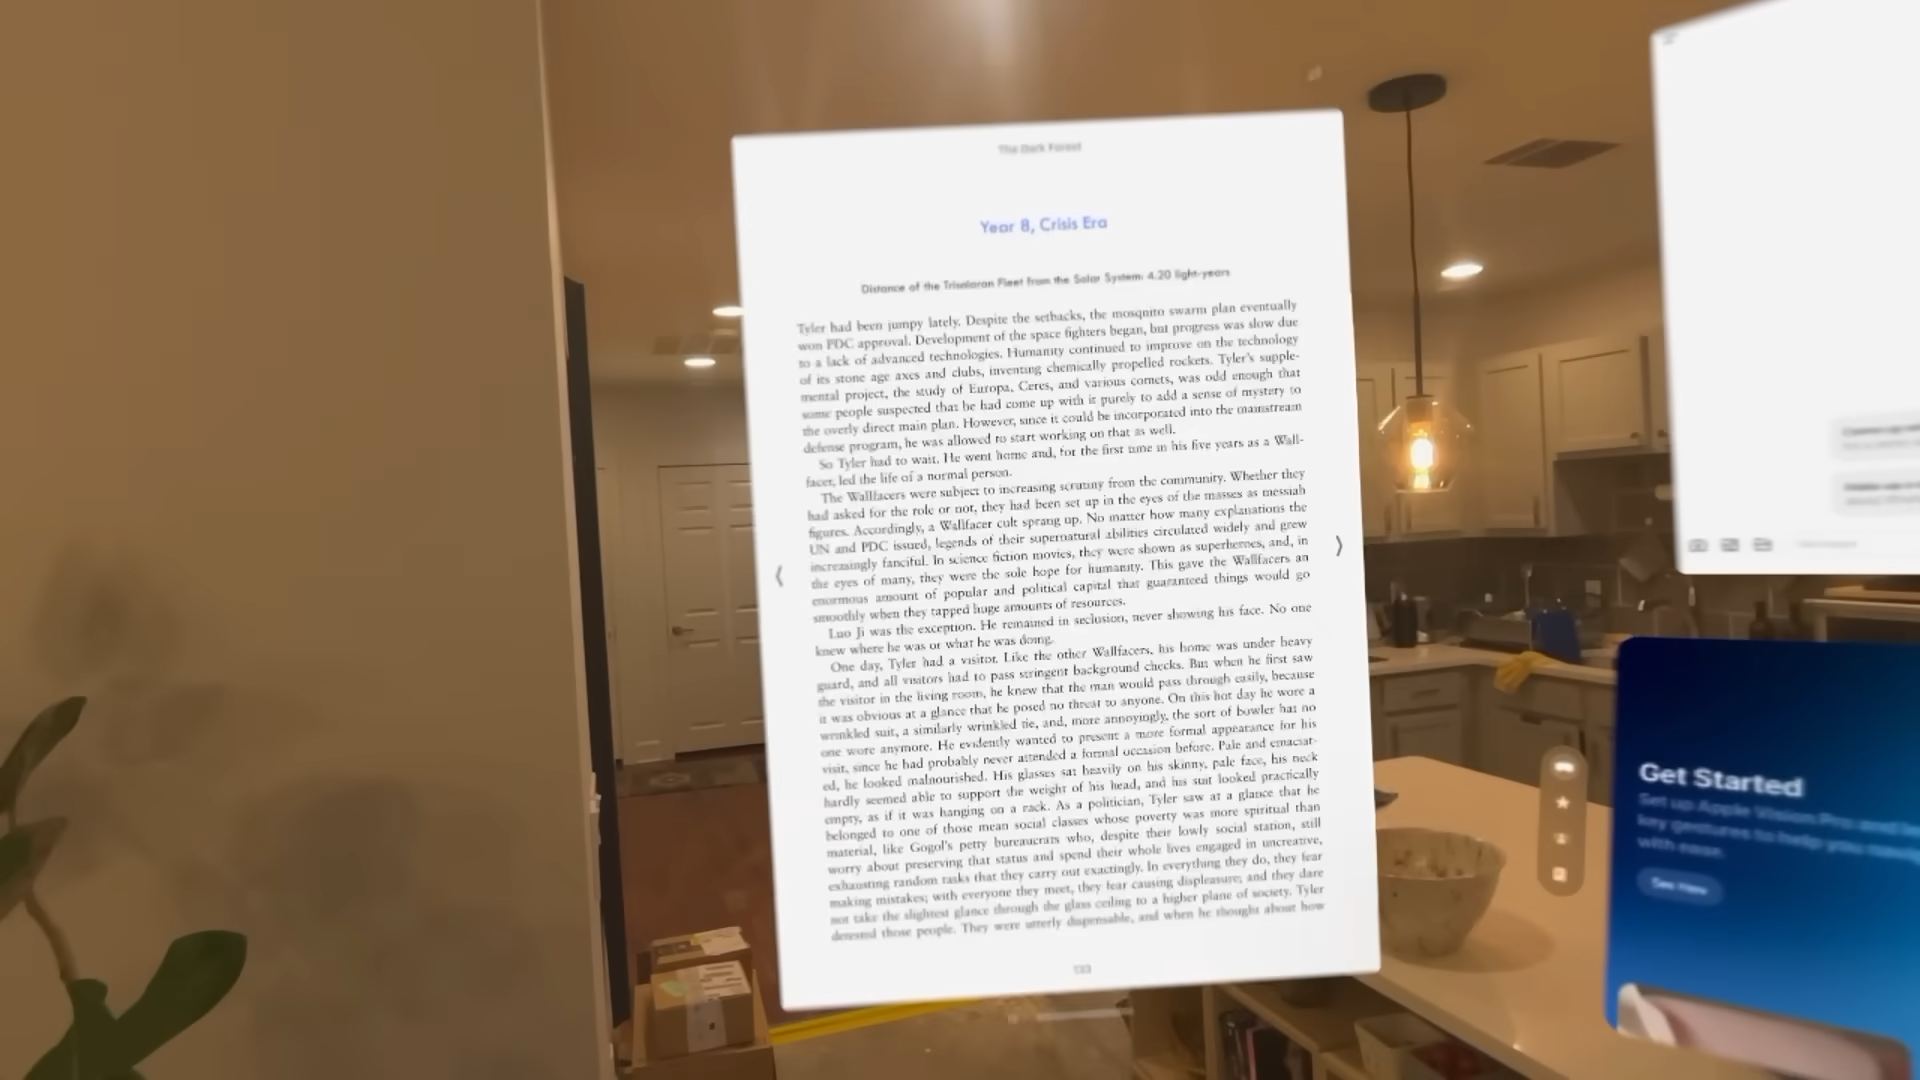 The Dark Forest
Year 8, Crisis Era
Distance of the Trisolaran Fleet from the Solar System: 4.20 light-years
Tyler had been jumpy lately. Despite the setbacks, the mosquito swarm plan eventually
won PDC approval. Development of the space fighters began, but progress was slow due
to a lack of advanced technologies. Humanity continued to improve on the technology
of its stone age axes and clubs, inventing chemically propelled rockets. Tyler's supple-
mental project, the study of Europa, Ceres, and various comets, was odd enough that
some people suspected that he had come up with it purely to add a sense of mystery to
the overly direct main plan. However, since it could be incorporated into the mainstream
defense program, he was allowed to start working on that as well.
So Tyler had to wait. He went home and, for the first time in his five years as a Wall-
facer, led the life of a normal person.
The Wallfacers were subject to increasing scrutiny from the community. Whether they
had asked for the role or not, they had been set up in the eyes of the masses as messiah
figures. Accordingly, a Wallfacer cult sprang up. No matter how many explanations the
UN and PDC issued, legends of their supernatural abilities circulated widely and grew
increasingly fanciful. In science fiction movies, they were shown as superheroes, and, in
the eyes of many, they were the sole hope for humanity. This gave the Wallfacers an
enormous amount of popular and political capital that guaranteed things would go
smoothly when they tapped huge amounts of resources.
Luo Ji was the exception. He remained in seclusion, never showing his face. No one
knew where he was or what he was doing.
One day, Tyler had a visitor. Like the other Wallfacers, his home was under heavy
guard, and all visitors had to pass stringent background checks. But when he first saw
the visitor in the living room, he knew that the man would pass through easily, because
it was obvious at a glance that he posed no threat to anyone. On this hot day he wore a
wrinkled suit, a similarly wrinkled tie, and, more annoyingly, the sort of bowler hat no
one wore anymore. He evidently wanted to present a more formal appearance for his
visit, since he had probably never attended a formal occasion before. Pale and emaciat-
ed, he looked malnourished. His glasses sat heavily on his skinny, pale face, his neck
hardly seemed able to support the weight of his head, and his suit looked practically
empty, as if it was hanging on a rack. As a politician, Tyler saw at a glance that he
belonged to one of those mean social classes whose poverty was more spiritual than
material, like Gogol's petty bureaucrats who, despite their lowly social station, still
worry about preserving that status and spend their whole lives engaged in uncreative,
exhausting random tasks that they carry out exactingly. In everything they do, they fear
making mistakes; with everyone they meet, they fear causing displeasure; and they dare
not take the slightest glance through the glass ceiling to a higher plane of society. Tyler
detested those people. They were utterly dispensable, and when he thought about how
Get Started
Set up Apple Vision Pro and
key gestures to help you
with ease.